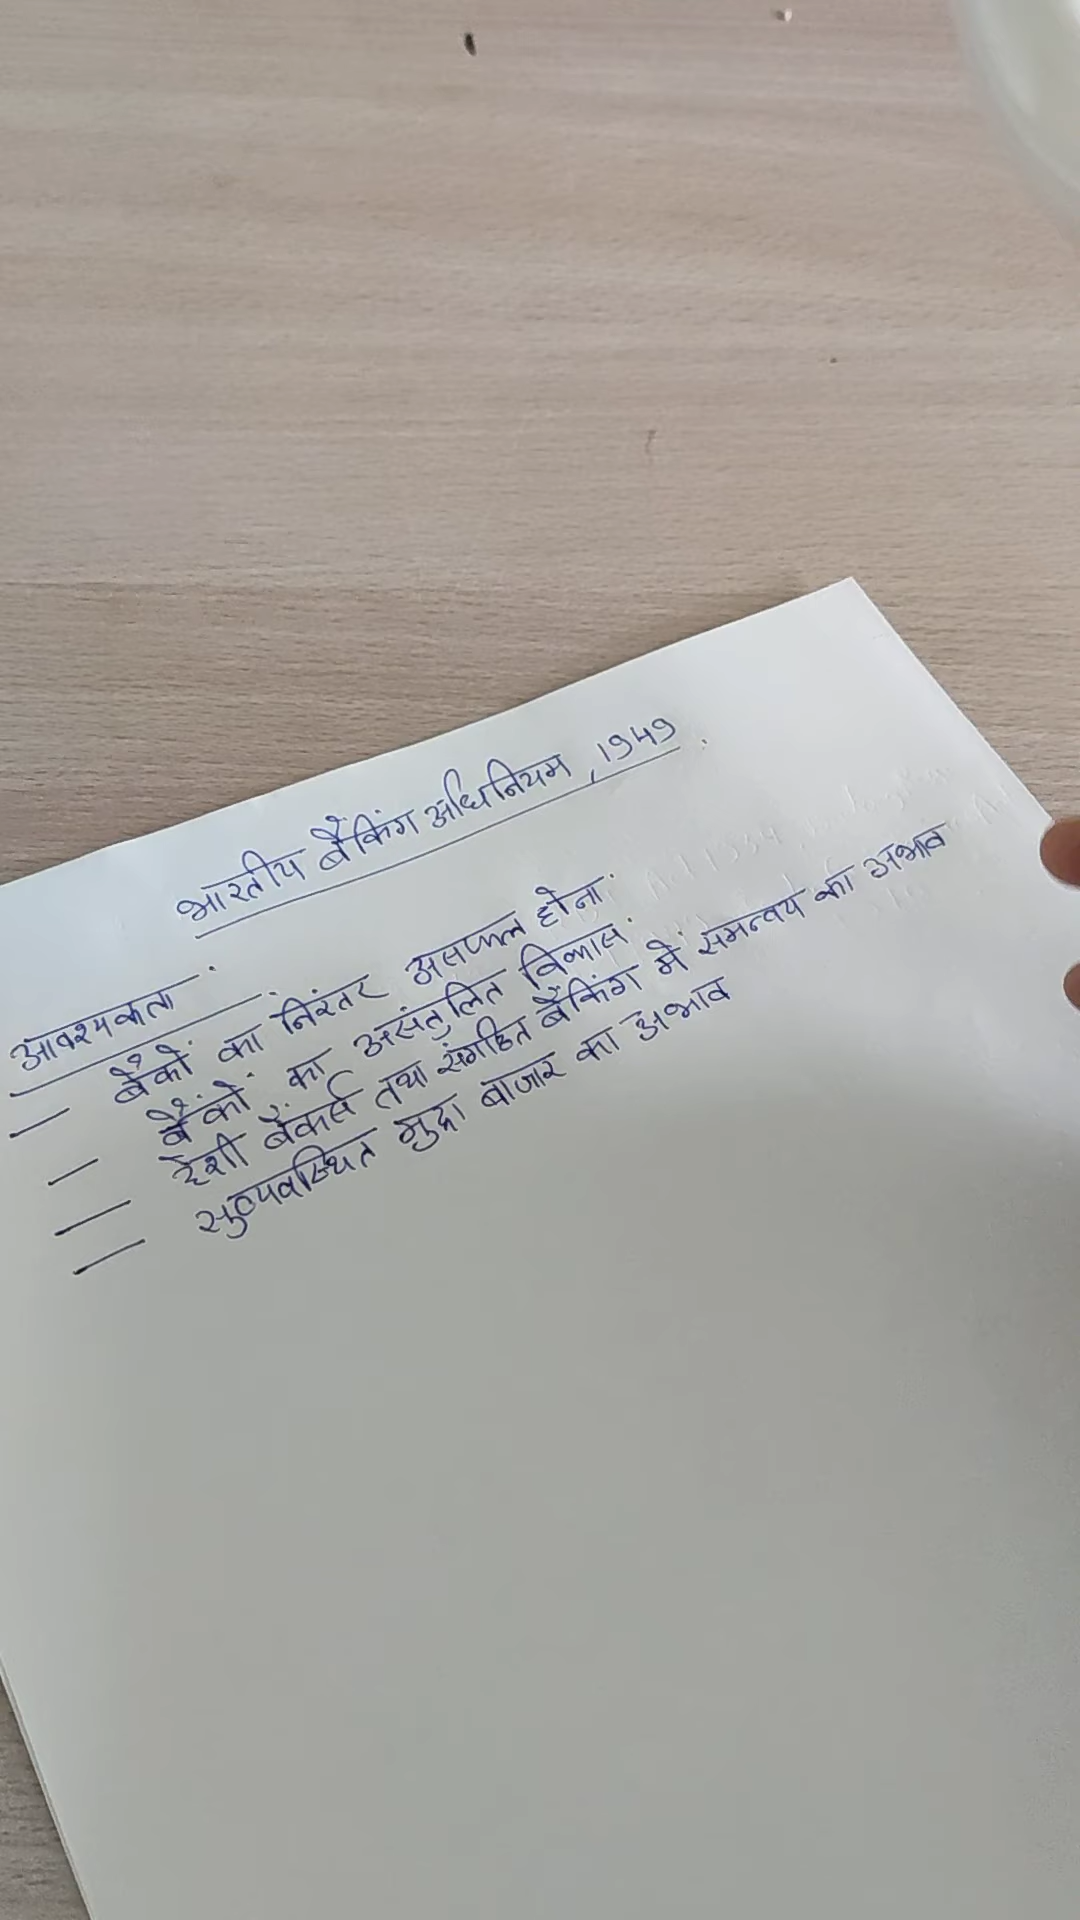 भारतीय बैंकिंग अधिनियम, 1949.
आवश्यकता :
— बैंकों का निरंतर असफल होना.
— बैंकों का असंतुलित विकास.
— देशी बैंकर्स तथा संगठित बैंकिंग में समन्वय का अभाव
— सुव्यवस्थित मुद्रा बाजार का अभाव